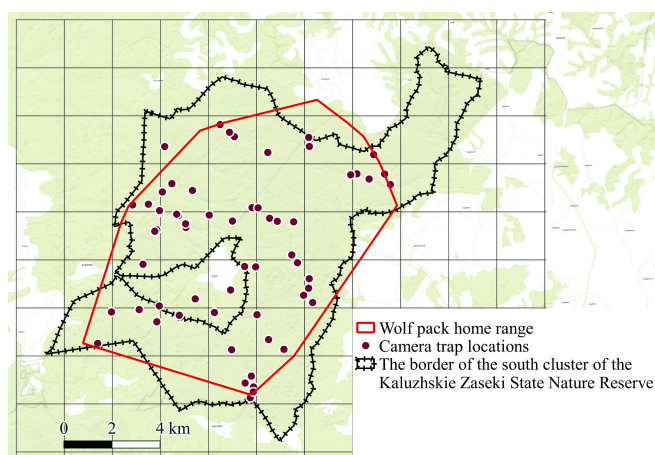 Wolf pack home range
Camera trap locations
The border of the south cluster of the
Kaluzhskie Zaseki State Nature Reserve
0 2 4 km